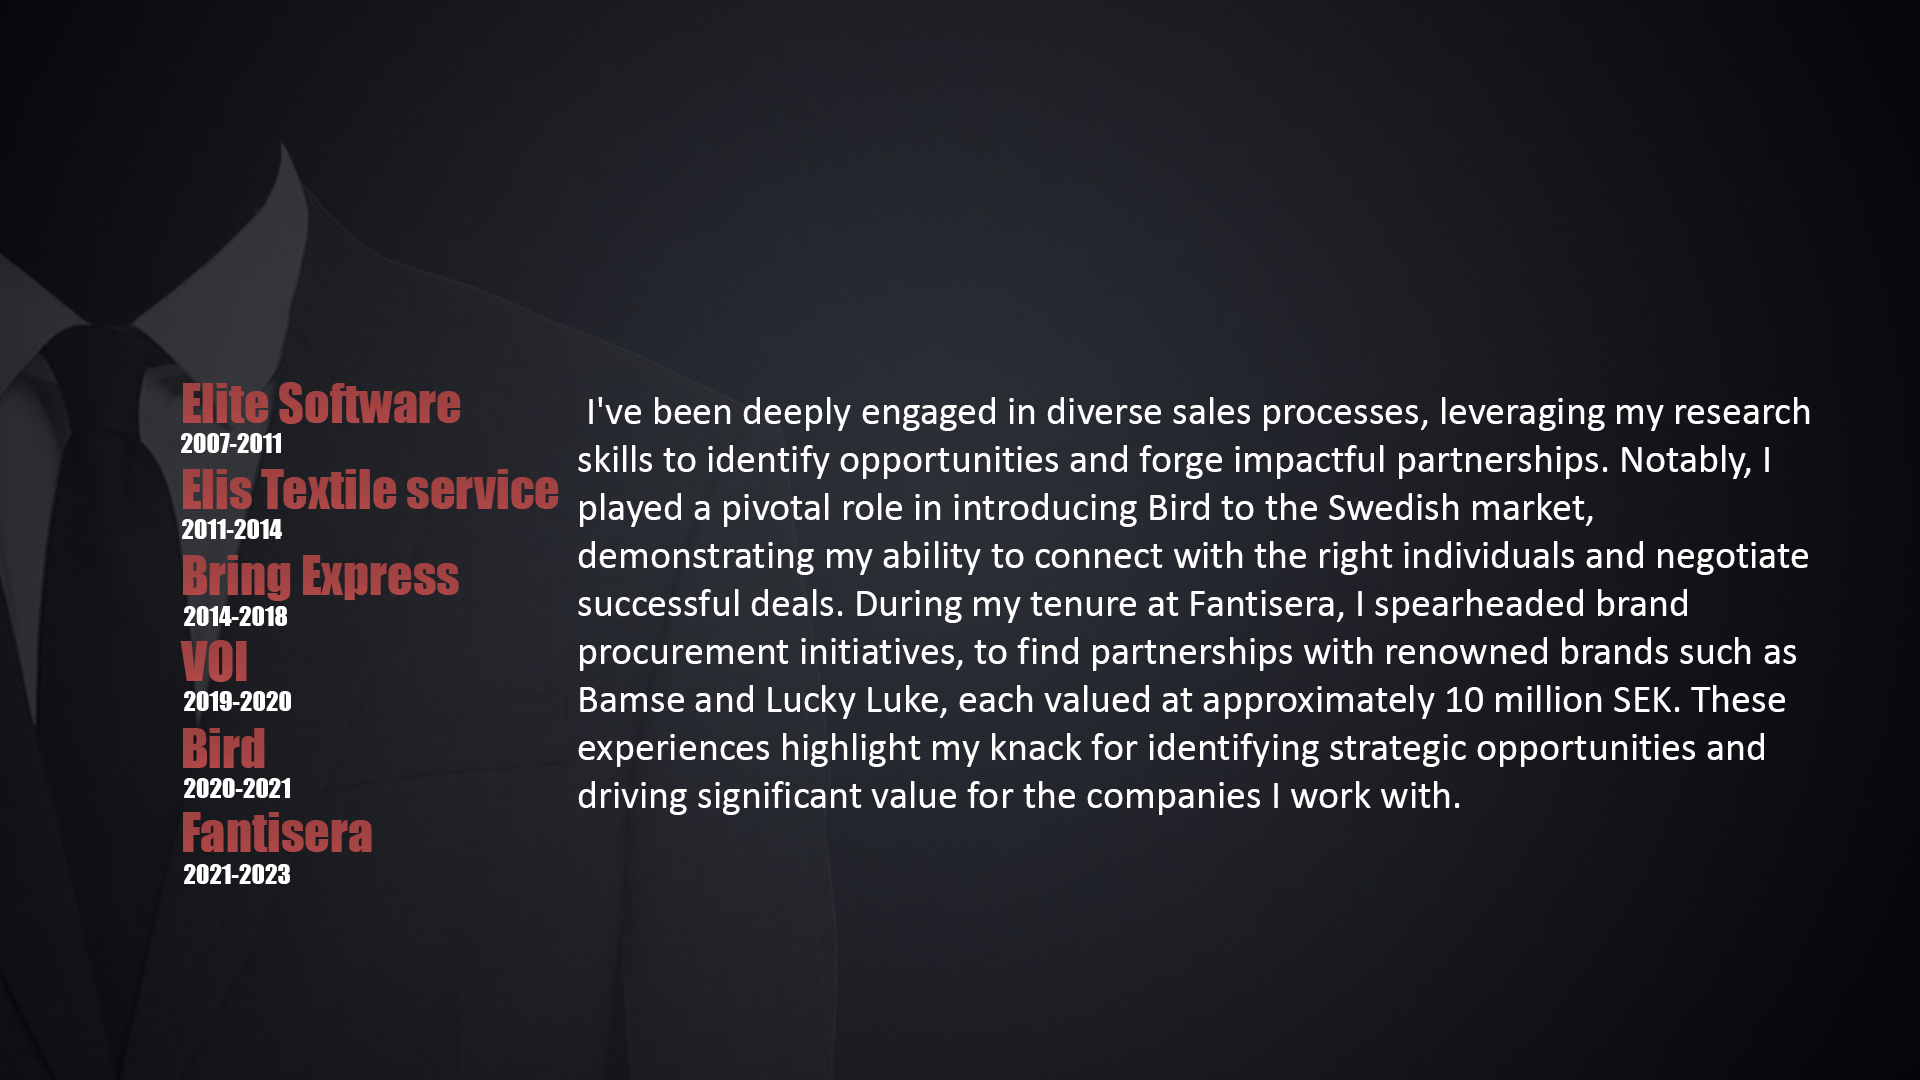 Elite Software
2007-2011
Elis Textile service
2011-2014
Bring Express
2014-2018
VOI
2019-2020
Bird
2020-2021
Fantisera
2021-2023
I've been deeply engaged in diverse sales processes, leveraging my research
skills to identify opportunities and forge impactful partnerships. Notably, I
played a pivotal role in introducing Bird to the Swedish market,
demonstrating my ability to connect with the right individuals and negotiate
successful deals. During my tenure at Fantisera, I spearheaded brand
procurement initiatives, to find partnerships with renowned brands such as
Bamse and Lucky Luke, each valued at approximately 10 million SEK. These
experiences highlight my knack for identifying strategic opportunities and
driving significant value for the companies I work with.